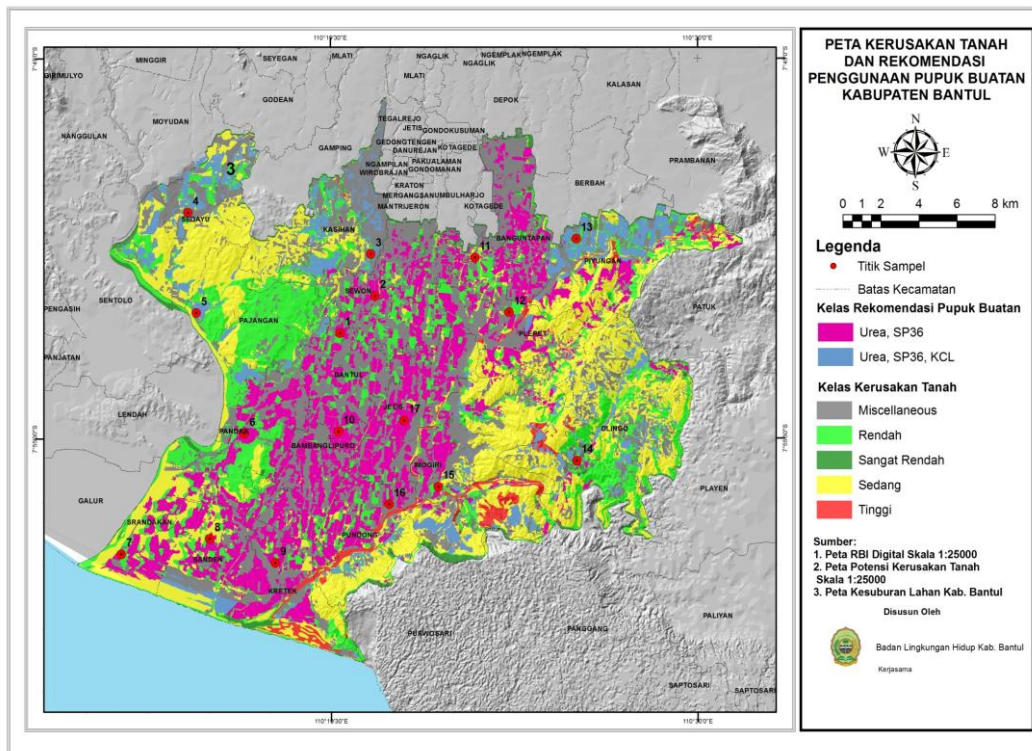 PETA KERUSAKAN TANAH
DAN REKOMENDASI
PENGGUNAAN PUPUK BUATAN
KABUPATEN BANTUL
N
W E
S
0 1 2 4 6 8 km
Legenda
Titik Sampel
Batas Kecamatan
Kelas Rekomendasi Pupuk Buatan
Urea, SP36
Urea, SP36, KCL
Kelas Kerusakan Tanah
Miscellaneous
Rendah
Sangat Rendah
Sedang
Tinggi
Sumber:
1. Peta RBI Digital Skala 1:25000
2. Peta Potensi Kerusakan Tanah
Skala 1:25000
3. Peta Kesuburan Lahan Kab. Bantul
Disusun Oleh
Badan Lingkungan Hidup Kab. Bantul
Kerjasama
MINGGIR
SEYEGAN
MLATI
NGAGLIK
NGEMPLAK
NGEMPLAK
NGAGLIK
GIRIMULYO
MLATI
GODEAN
DEPOK
KALASAN
MOYUDAN
TEGALREJO
JETIS
GONDOKUSUMAN
NANGGULAN
GAMPING
GEDONGTENGEN
DANUREJAN
KOTAGEDE
PRAMBANAN
NGAMPILAN
PAKUALAMAN
WIROBRAJAN
GONDOMANAN
BERBAH
3
KRATON
MERGANGSAN
UMBULHARJO
MANTRIJERON
KOTAGEDE
4
SEDAYU
KASIHAN
3
11
BANGUNTAPAN
13
PIYUNGAN
SENTOLO
PENGASIH
5
SEWON
2
PATUK
PAJANGAN
12
1
PLERET
PANJATAN
BANTUL
LENDAH
JETIS
17
6
PANDAK
10
BAMBANGLIPURO
DLINGO
14
IMOGIRI
15
PLAYEN
GALUR
16
SRANDAKAN
8
PUNDONG
SANDEN
7
9
KRETEK
PALIYAN
PURWOSARI
PANGGANG
SAPTOSARI
SAPTOSARI
110°10'30"E
110°30'0"E
110°10'30"E
110°30'0"E